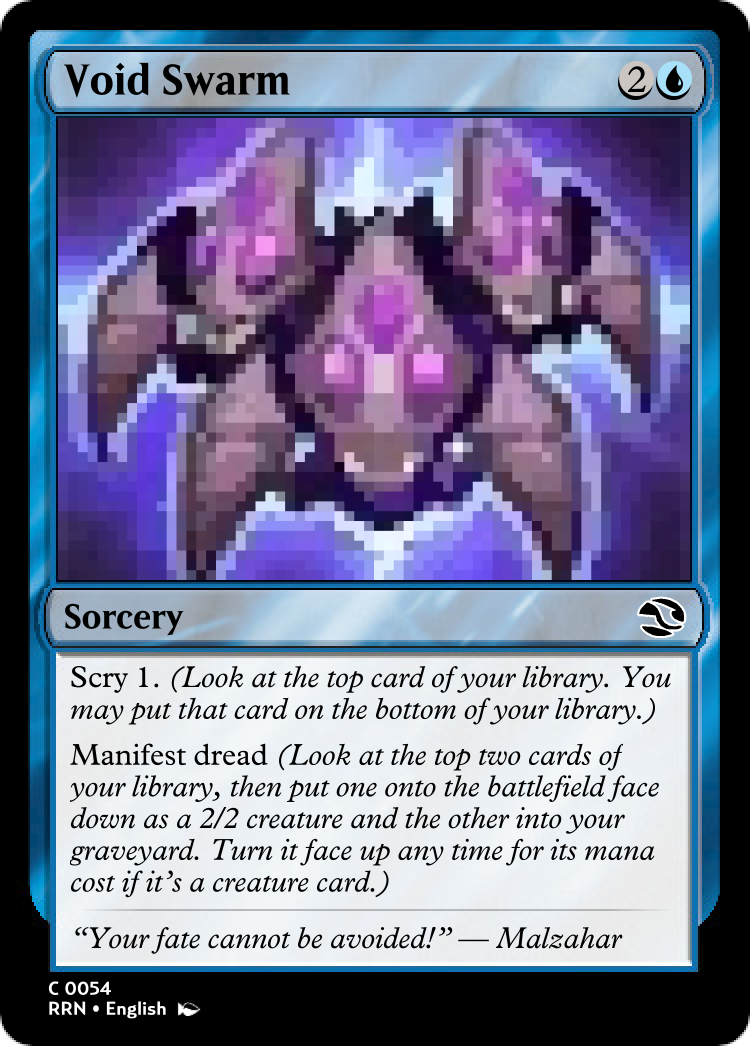 Void Swarm 2
Sorcery
Scry 1. (Look at the top card of your library. You
may put that card on the bottom of your library.)
Manifest dread (Look at the top two cards of
your library, then put one onto the battlefield face
down as a 2/2 creature and the other into your
graveyard. Turn it face up any time for its mana
cost if it's a creature card.)
“Your fate cannot be avoided!” — Malzahar
C 0054
RRN • English